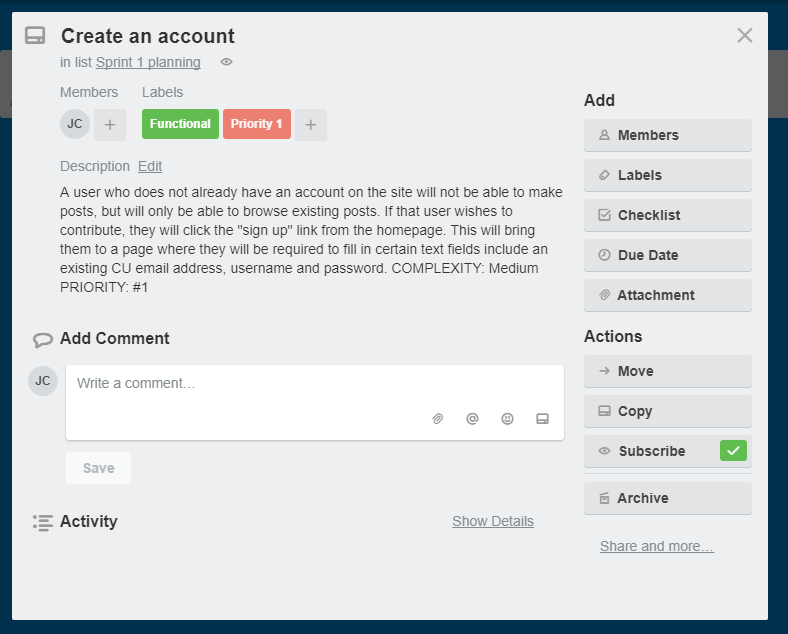 Create an account
in list Sprint 1 planning
Members Labels
JC + Functional Priority 1 +
Description Edit
A user who does not already have an account on the site will not be able to make
posts, but will only be able to browse existing posts. If that user wishes to
contribute, they will click the "sign up" link from the homepage. This will bring
them to a page where they will be required to fill in certain text fields include an
existing CU email address, username and password. COMPLEXITY: Medium
PRIORITY: #1
Add Comment
JC
Write a comment…
Save
Activity
Show Details
Add
Members
Labels
Checklist
Due Date
Attachment
Actions
Move
Copy
Subscribe
Archive
Share and more…